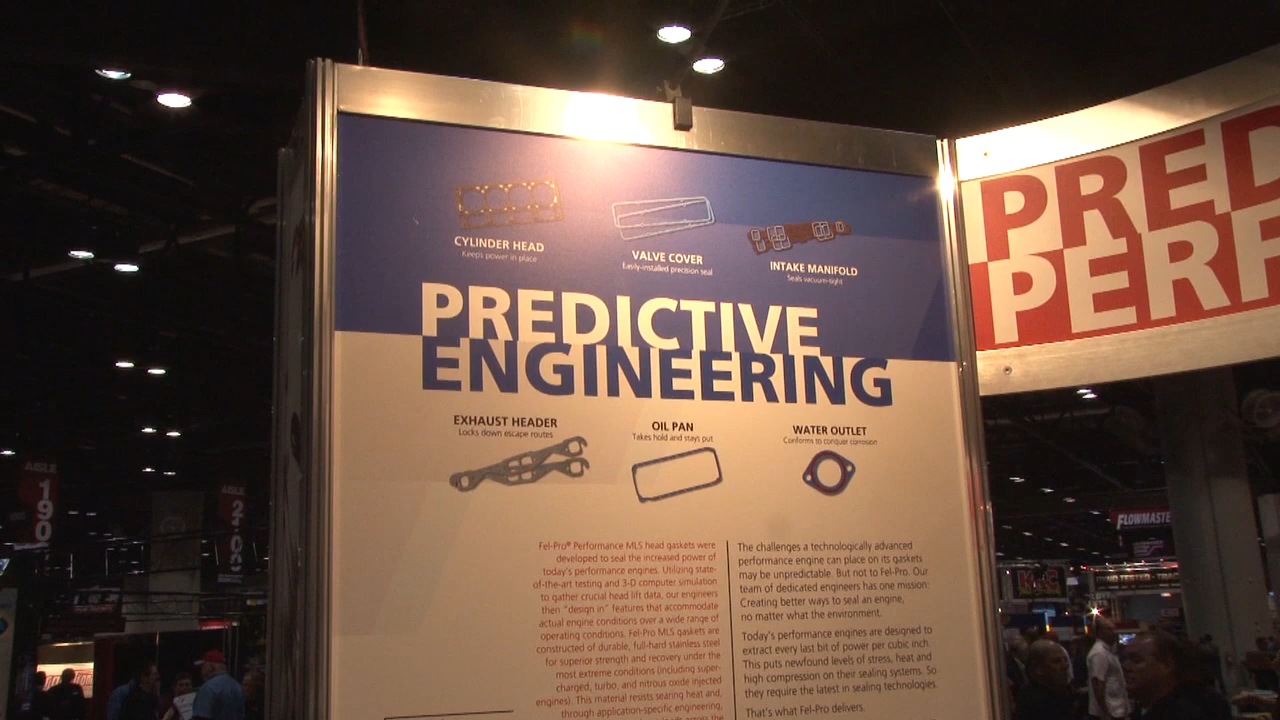 CYLINDER HEAD
Keeps power in place
VALVE COVER
Easily-installed precision seal
INTAKE MANIFOLD
Seals vacuum-tight
PREDICTIVE
ENGINEERING
EXHAUST HEADER
Locks down escape routes
OIL PAN
Takes hold and stays put
WATER OUTLET
Conforms to conquer corrosion
Fel-Pro® Performance MLS head gaskets were
developed to seal the increased power of
today's performance engines. Utilizing state-
of-the-art testing and 3-D computer simulation
to gather crucial head lift data, our engineers
then "design in" features that accommodate
actual engine conditions over a wide range of
operating conditions. Fel-Pro MLS gaskets are
constructed of durable, full-hard stainless steel
for superior strength and recovery under the
most extreme conditions (including super-
charged, turbo, and nitrous oxide injected
engines). This material resists searing heat and,
through application-specific engineering,
The challenges a technologically advanced
performance engine can place on its gaskets
may be unpredictable. But not to Fel-Pro. Our
team of dedicated engineers has one mission:
Creating better ways to seal an engine,
no matter what the environment.
Today's performance engines are designed to
extract every last bit of power per cubic inch.
This puts newfound levels of stress, heat and
high compression on their sealing systems. So
they require the latest in sealing technologies.
That's what Fel-Pro delivers.
PRED
PERF
AISLE
190
AISLE
200
FLOWMASTE